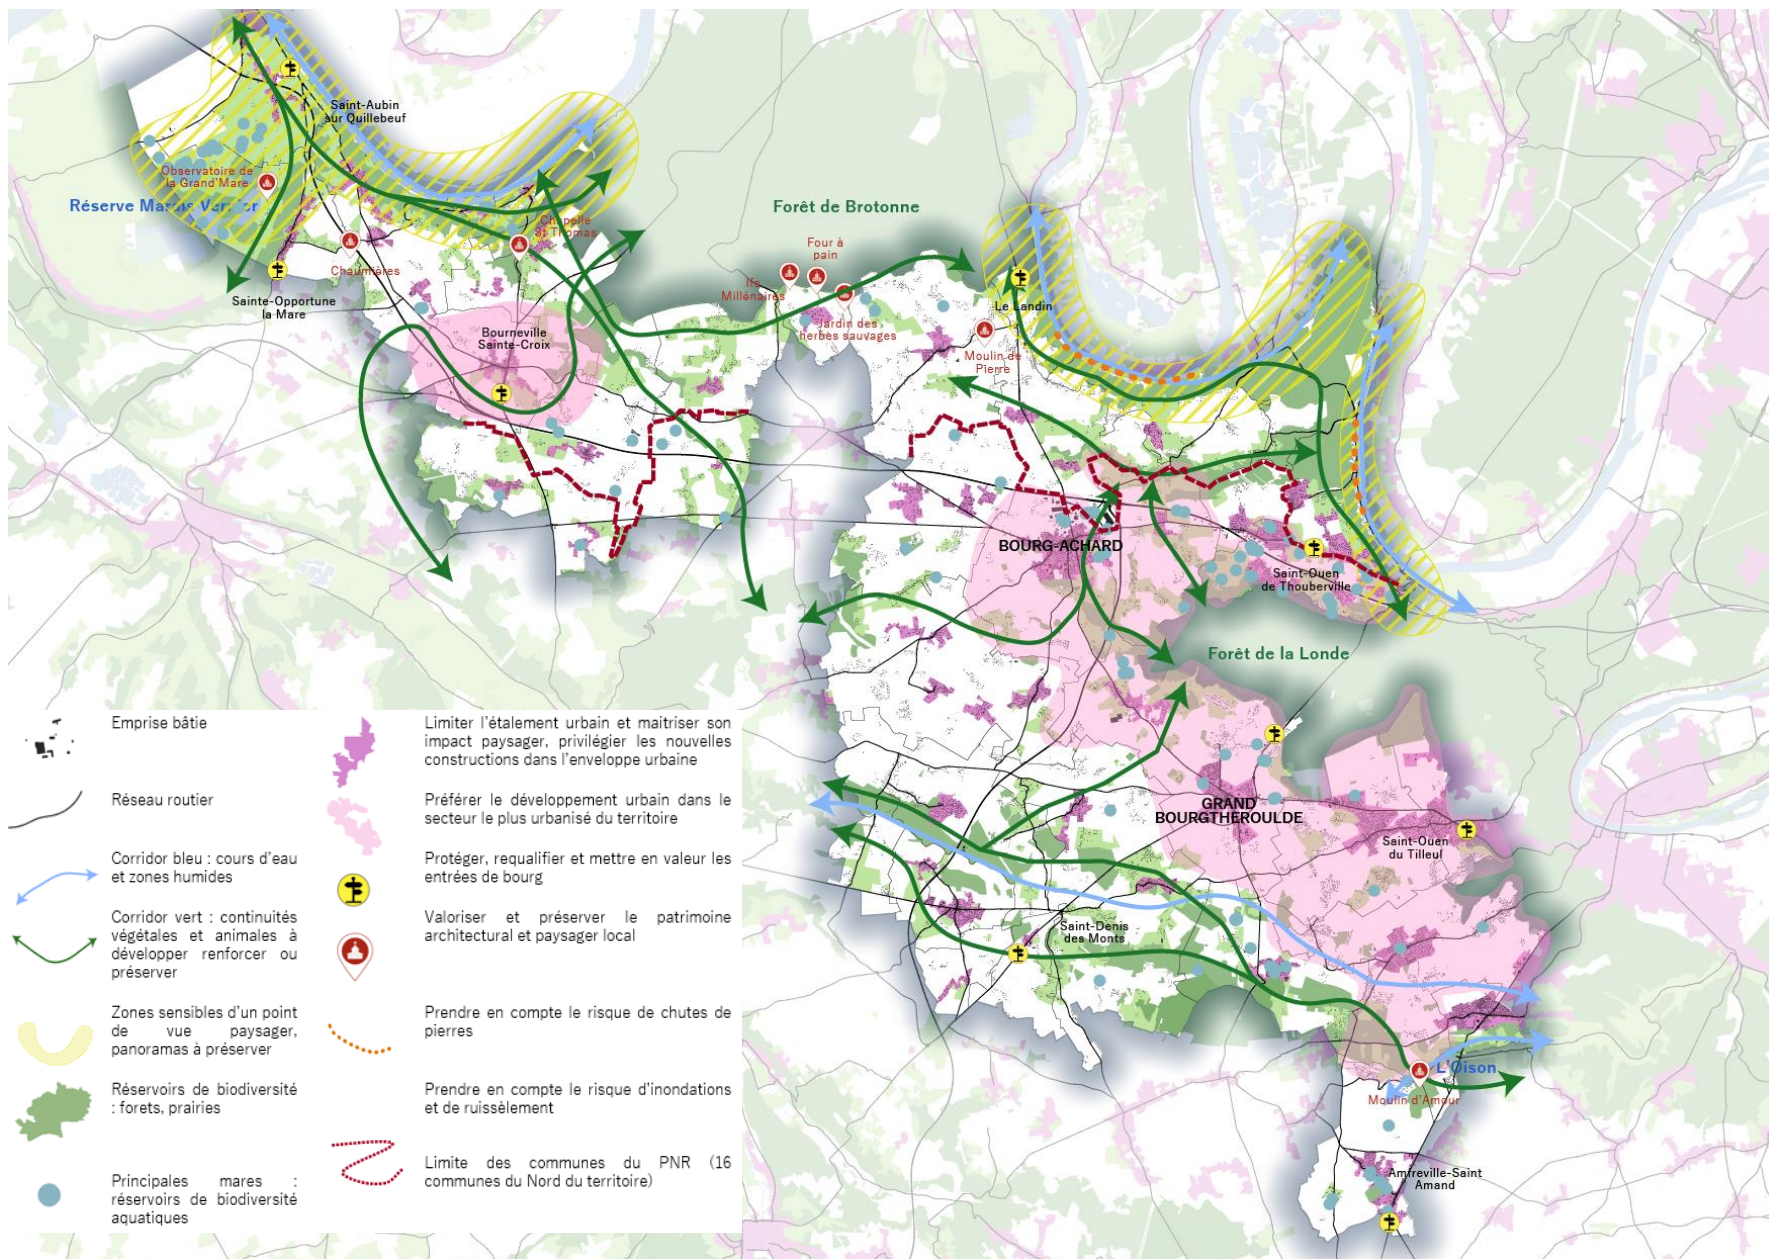 Saint-Aubin
sur Quillebeuf
Observatoire de
la Grand'Mare
Réserve Marais Vernier
Chapelle
St Thomas
Chaumières
Sainte-Opportune
la Mare
Bourneville
Sainte-Croix
Forêt de Brotonne
Four à
pain
Ifs
Millénaires
Jardin des
herbes sauvages
Le Landin
Moulin de
Pierre
BOURG-ACHARD
Saint-Ouen
de Thouberville
Forêt de la Londe
GRAND
BOURGTHEROULDE
Saint-Ouen
du Tilleul
Saint-Denis
des Monts
L'Oison
Moulin d'Amour
Amfreville-Saint
Amand
Emprise bâtie
Réseau routier
Corridor bleu : cours d'eau
et zones humides
Corridor vert : continuités
végétales et animales à
développer renforcer ou
préserver
Zones sensibles d'un point
de vue paysager,
panoramas à préserver
Réservoirs de biodiversité
: forets, prairies
Principales mares :
réservoirs de biodiversité
aquatiques
Limiter l'étalement urbain et maitriser son
impact paysager, privilégier les nouvelles
constructions dans l'enveloppe urbaine
Préférer le développement urbain dans le
secteur le plus urbanisé du territoire
Protéger, requalifier et mettre en valeur les
entrées de bourg
Valoriser et préserver le patrimoine
architectural et paysager local
Prendre en compte le risque de chutes de
pierres
Prendre en compte le risque d'inondations
et de ruissèlement
Limite des communes du PNR (16
communes du Nord du territoire)